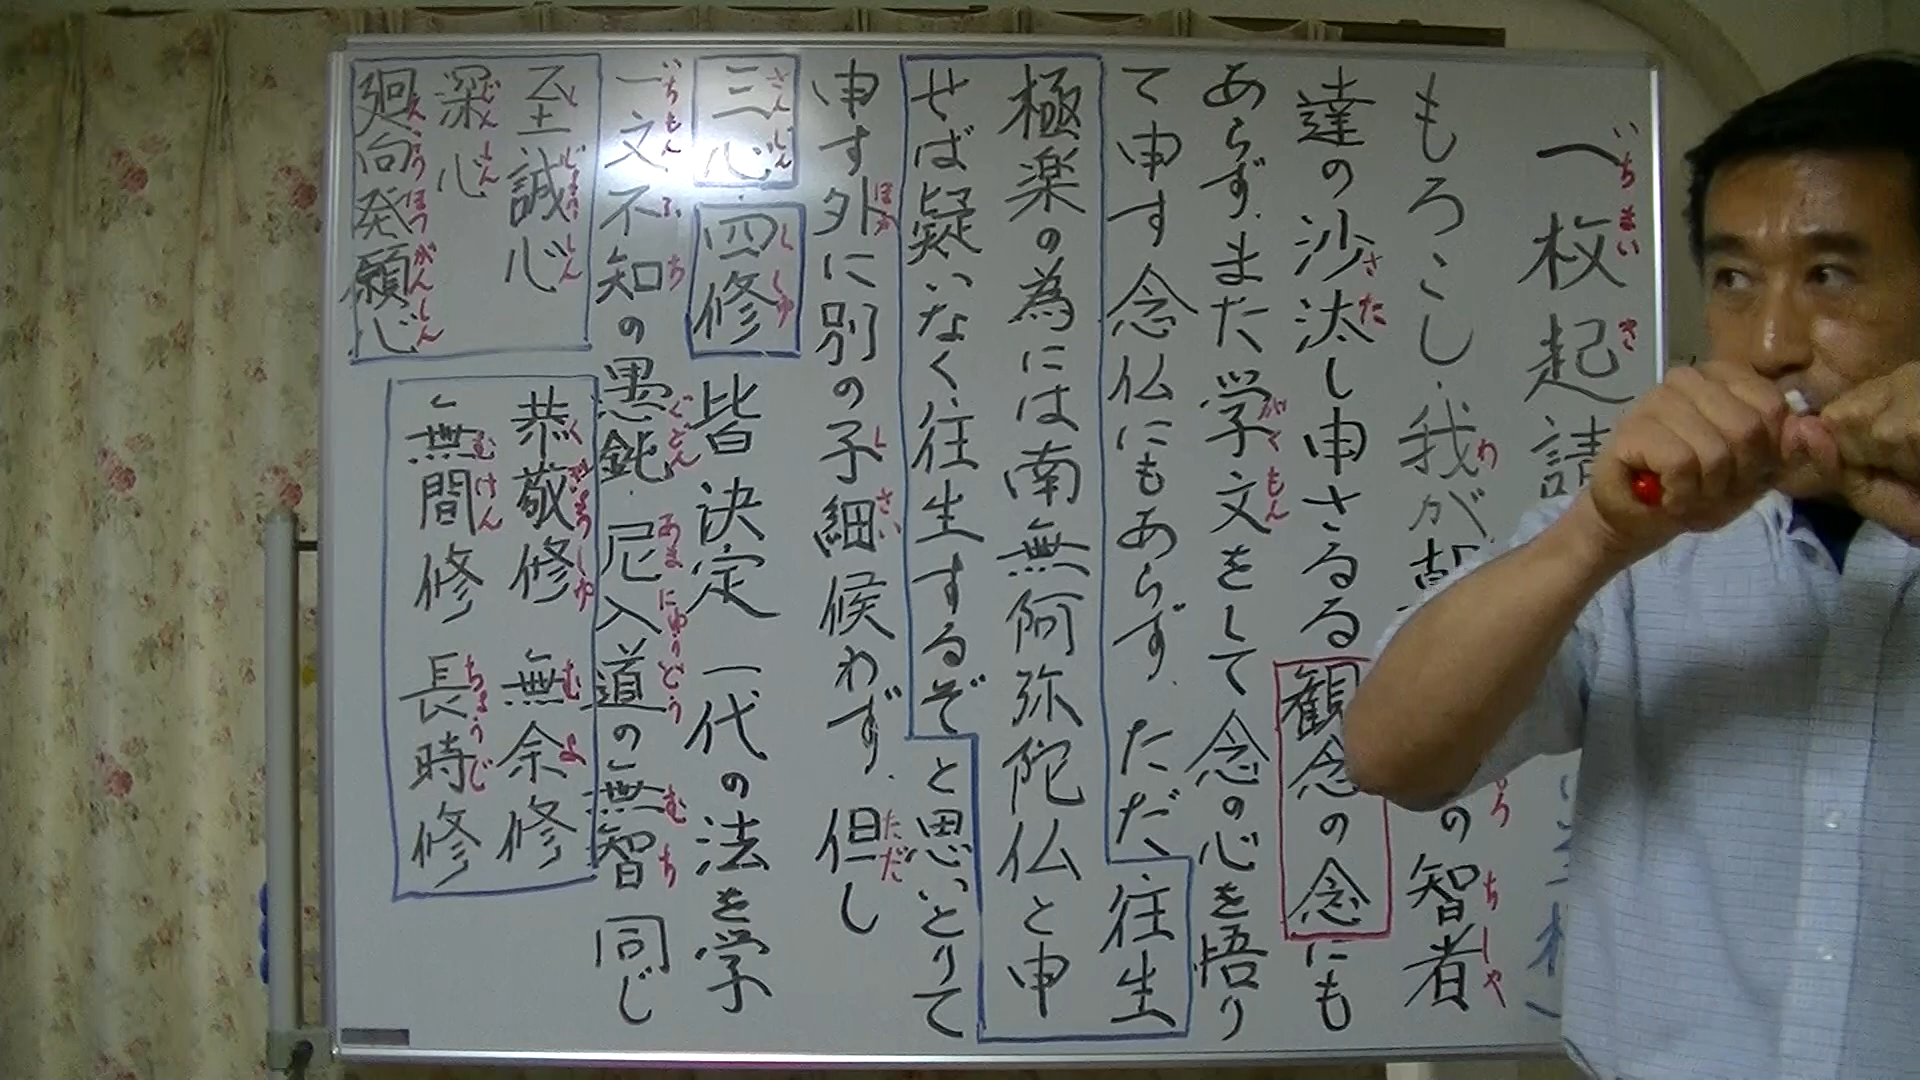 一枚起請
もろこし、我が朝の智者
達の沙汰し申さるる観念の念にも
あらず、また学文をして念の心を悟り
て申す念仏にもあらず、ただ往生
極楽の為には南無阿弥陀仏と申
せば疑いなく往生するぞと思いとりて
申す外に別の子細候わず、但し
三心、四修 皆 決定 一代の法を学
一文不知の愚鈍、尼入道の無智 同じ
至誠心
深心
廻向発願心
恭敬修 無余修
無間修 長時修